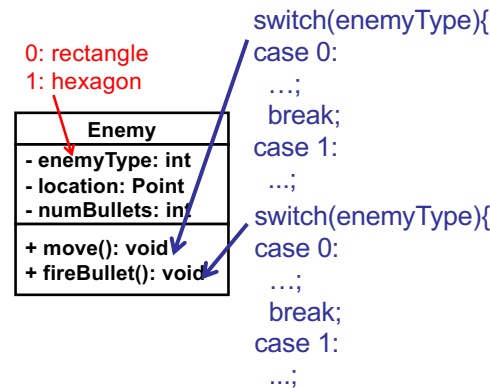 0: rectangle
1: hexagon
Enemy
- enemyType: int
- location: Point
- numBullets: int
+ move(): void
+ fireBullet(): void
switch(enemyType){
case 0:
…;
break;
case 1:
...;
switch(enemyType){
case 0:
…;
break;
case 1:
...;